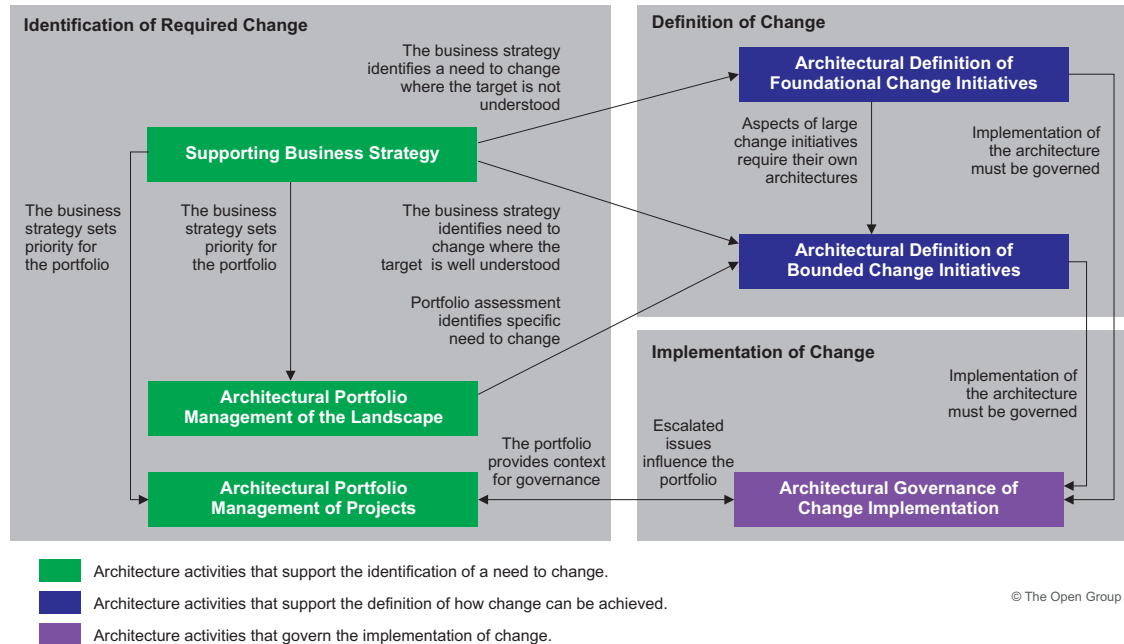 Identification of Required Change
The business strategy
identifies a need to change
where the target is not
understood
Supporting Business Strategy
The business
strategy sets
priority for
the portfolio
The business
strategy sets
priority for
the portfolio
The business strategy
identifies need to
change where the
target is well understood
Portfolio assessment
identifies specific
need to change
Architectural Portfolio
Management of the Landscape
The portfolio
provides context
for governance
Architectural Portfolio
Management of Projects
Definition of Change
Architectural Definition of
Foundational Change Initiatives
Aspects of large
change initiatives
require their own
architectures
Implementation of
the architecture
must be governed
Architectural Definition of
Bounded Change Initiatives
Implementation of Change
Implementation of
the architecture
must be governed
Escalated
issues
influence the
portfolio
Architectural Governance of
Change Implementation
Architecture activities that support the identification of a need to change.
Architecture activities that support the definition of how change can be achieved.
Architecture activities that govern the implementation of change.
© The Open Group